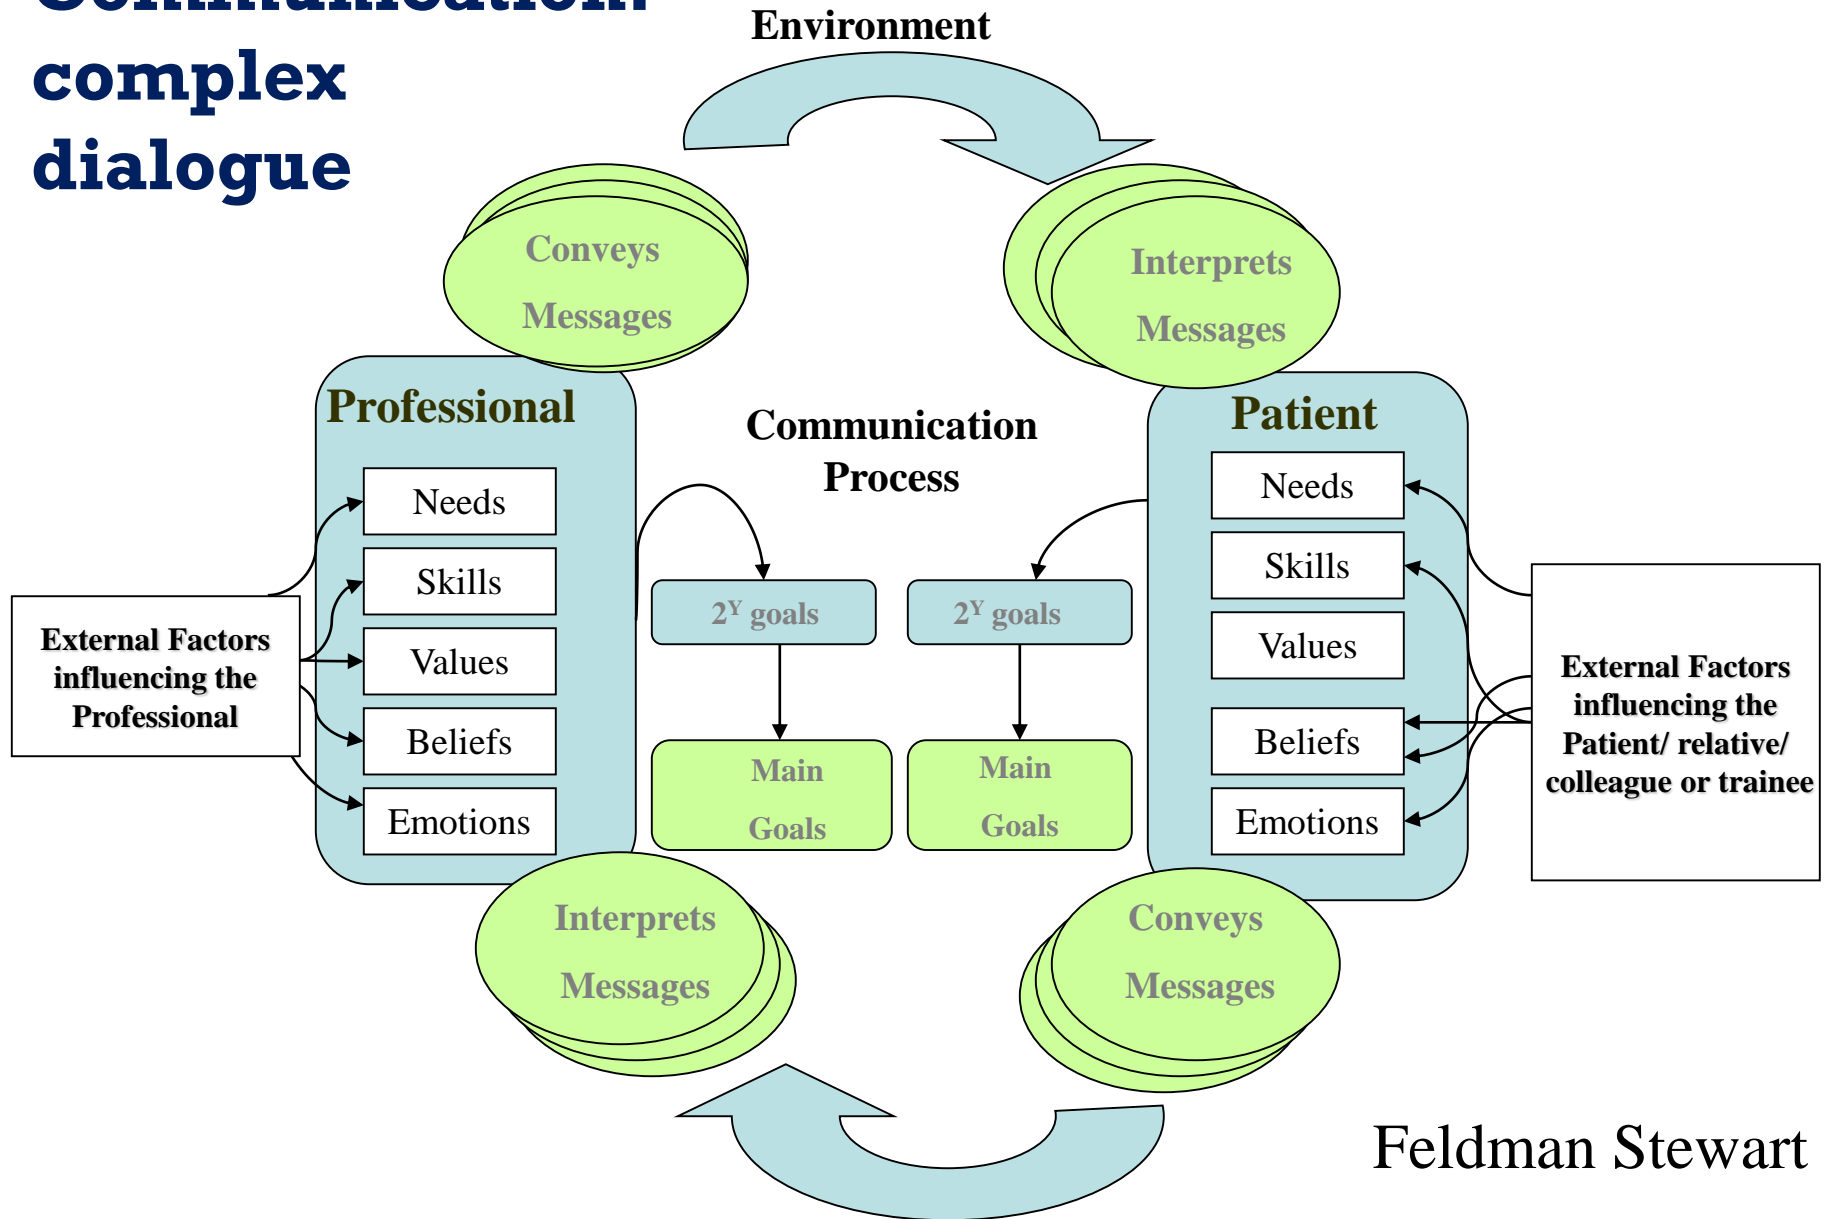 Communication:
complex
dialogue
Environment
Conveys
Messages
Interprets
Messages
Professional
Needs
Skills
Values
Beliefs
Emotions
Communication
Process
Patient
Needs
Skills
Values
Beliefs
Emotions
External Factors
influencing the
Professional
2Y goals
Main
Goals
2Y goals
Main
Goals
External Factors
influencing the
Patient/ relative/
colleague or trainee
Interprets
Messages
Conveys
Messages
Feldman Stewart